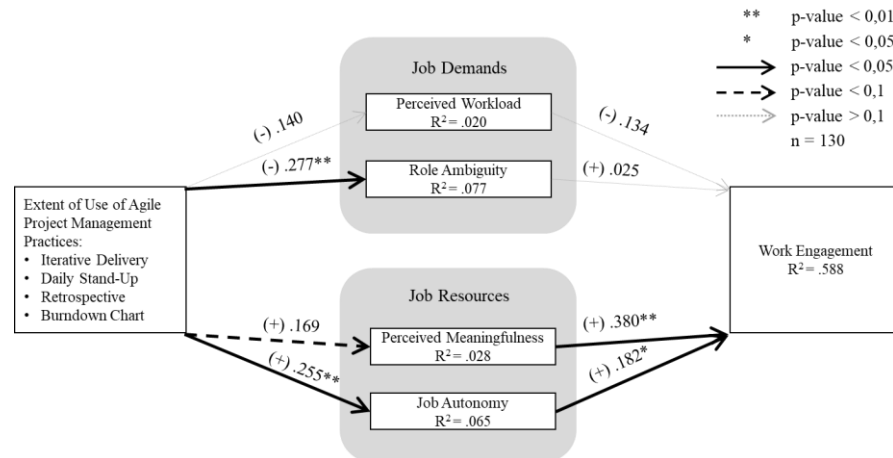 ** p-value < 0,01
* p-value < 0,05
p-value < 0,05
p-value < 0,1
p-value > 0,1
n = 130
Job Demands
Perceived Workload
R² = .020
(-) .140
(-) .134
Role Ambiguity
R² = .077
(-) .277**
(+) .025
Extent of Use of Agile
Project Management
Practices:
• Iterative Delivery
• Daily Stand-Up
• Retrospective
• Burndown Chart
Work Engagement
R² = .588
Job Resources
(+) .169
Perceived Meaningfulness
R² = .028
(+) .380**
(+) .255**
Job Autonomy
R² = .065
(+) .182*